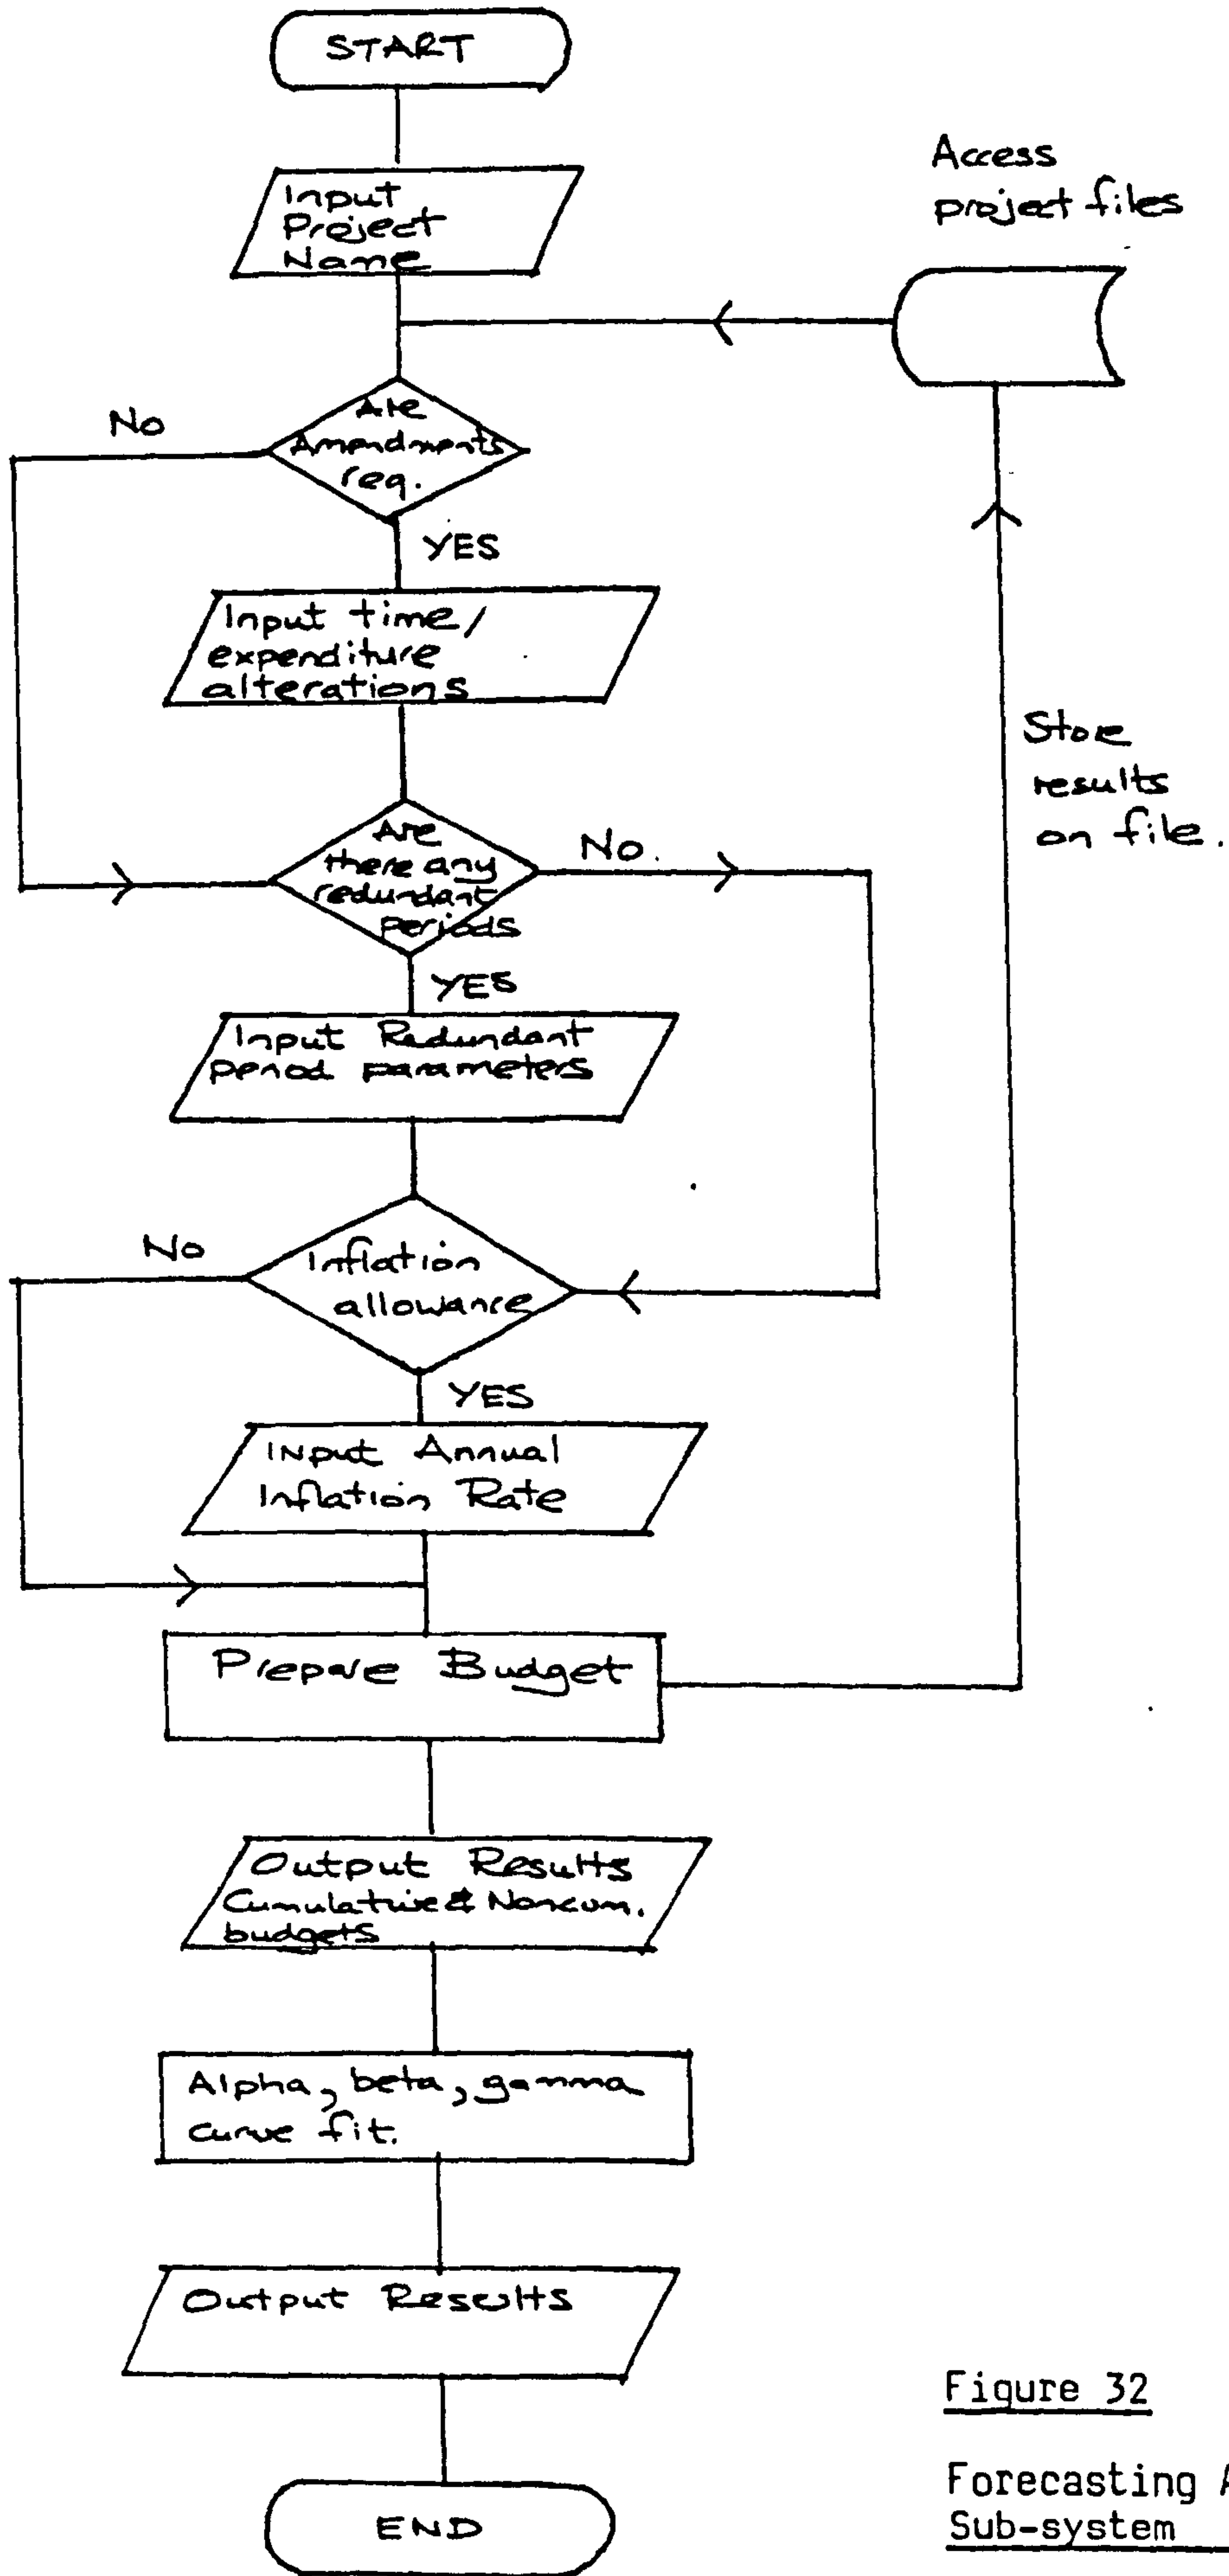 START
Input
Project
Name
Access
project files
No
Are
Amendments
req.
YES
Input time/
expenditure
alterations
Store
results
on file.
Are
there any
redundant
periods
No.
YES
Input Redundant
period parameters
No
Inflation
allowance
YES
Input Annual
Inflation Rate
Prepare Budget
Output Results
Cumulative & Noncum.
budgets
Alpha, beta, gamma
curve fit.
Output Results
END
Figure 32
Forecasting
Sub-system